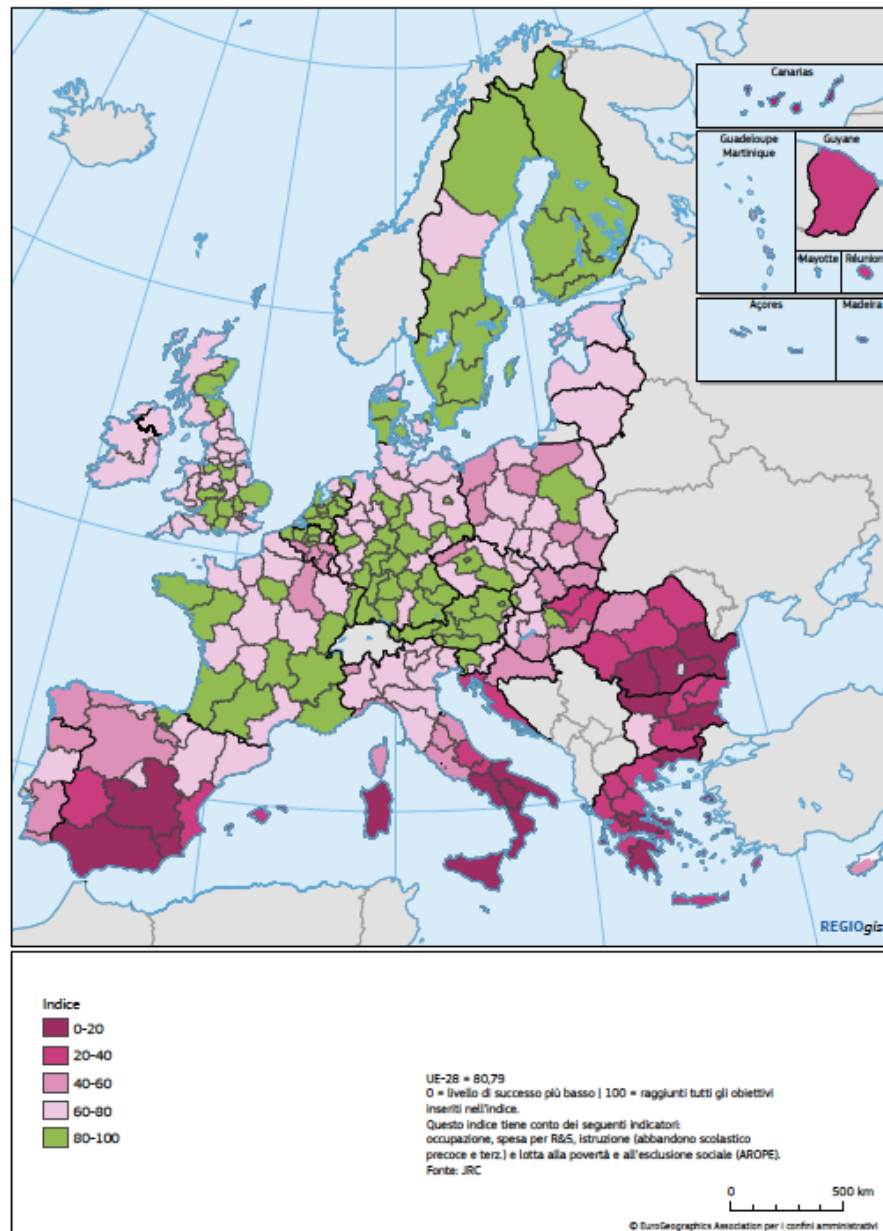 Canarias
Guadeloupe
Martinique
Guyane
Mayotte
Réunion
Açores
Madeira
REGIOgis
Indice
0-20
20-40
40-60
60-80
80-100
UE-28 = 80,79
0 = livello di successo più basso | 100 = raggiunti tutti gli obiettivi
inseriti nell'indice.
Questo indice tiene conto dei seguenti indicatori:
occupazione, spesa per R&S, istruzione (abbandono scolastico
precoce e terz.) e lotta alla povertà e all'esclusione sociale (AROPE).
Fonte: JRC
0 500 km
© EuroGeographics Association per i confini amministrativi